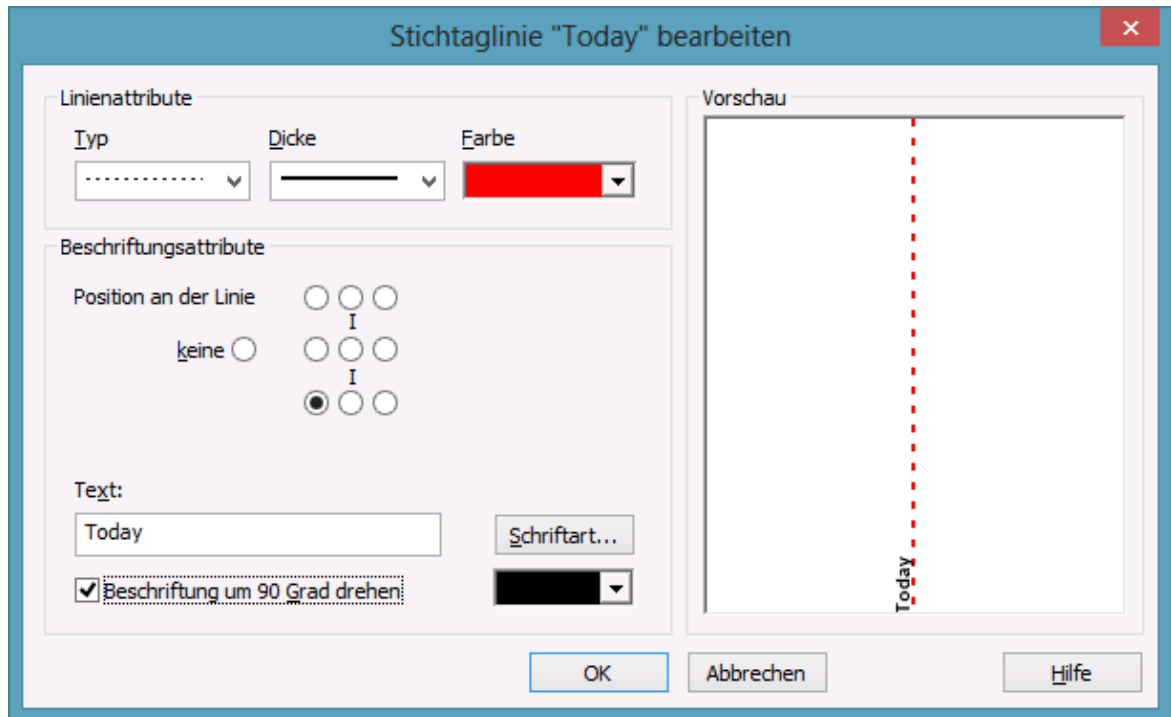 Stichtaglinie "Today" bearbeiten
Linienattribute
Typ Dicke Farbe
Beschriftungsattribute
Position an der Linie
I
keine
I
Text:
Today
Schriftart...
Beschriftung um 90 Grad drehen
Vorschau
Today
OK Abbrechen Hilfe